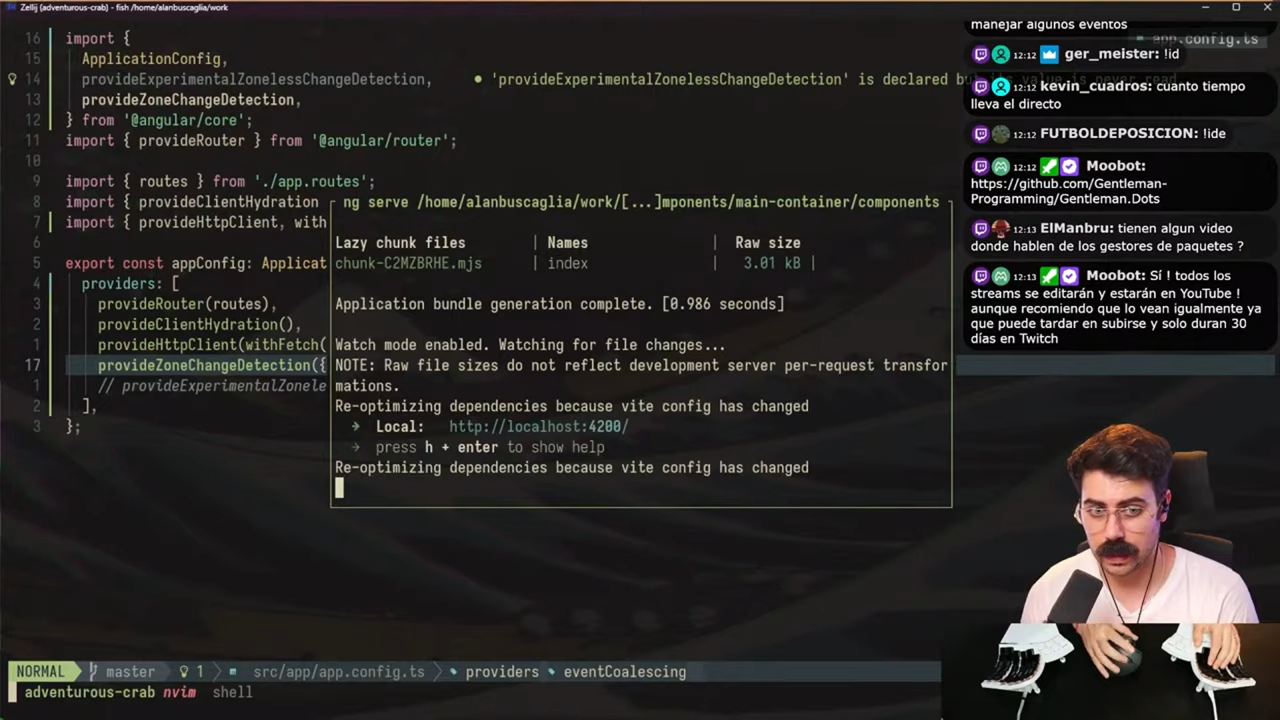 Zellij (adventurous-crab) - fish /home/alanbuscaglia/work
app.config.ts
16 import {
15 ApplicationConfig,
14 provideExperimentalZonelessChangeDetection, ● 'provideExperimentalZonelessChangeDetection' is declared but its value is never read.
13 provideZoneChangeDetection,
12 } from '@angular/core';
11 import { provideRouter } from '@angular/router';
10
9 import { routes } from './app.routes';
8 import { provideClientHydration
7 import { provideHttpClient, with
6
5 export const appConfig: Applicat
4 providers: [
3 provideRouter(routes),
2 provideClientHydration(),
1 provideHttpClient(withFetch(
17 provideZoneChangeDetection({
1 // provideExperimentalZonele
2 ],
3 };
ng serve /home/alanbuscaglia/work/[...]mponents/main-container/components
Lazy chunk files | Names | Raw size
chunk-C2MZBRHE.mjs | index | 3.01 kB |
Application bundle generation complete. [0.986 seconds]
Watch mode enabled. Watching for file changes...
NOTE: Raw file sizes do not reflect development server per-request transfor
mations.
Re-optimizing dependencies because vite config has changed
➜ Local: http://localhost:4200/
➜ press h + enter to show help
Re-optimizing dependencies because vite config has changed
manejar algunos eventos
12:12 ger_meister: !id
12:12 kevin_cuadros: cuanto tiempo
lleva el directo
12:12 FUTBOLDEPOSICION: !ide
12:12 Moobot:
https://github.com/Gentleman-
Programming/Gentleman.Dots
12:13 ElManbru: tienen algun video
donde hablen de los gestores de paquetes ?
12:13 Moobot: Sí ! todos los
streams se editarán y estarán en YouTube !
aunque recomiendo que lo vean igualmente ya
que puede tardar en subirse y solo duran 30
días en Twitch
NORMAL master 1 src/app/app.config.ts providers eventCoalescing
adventurous-crab nvim shell